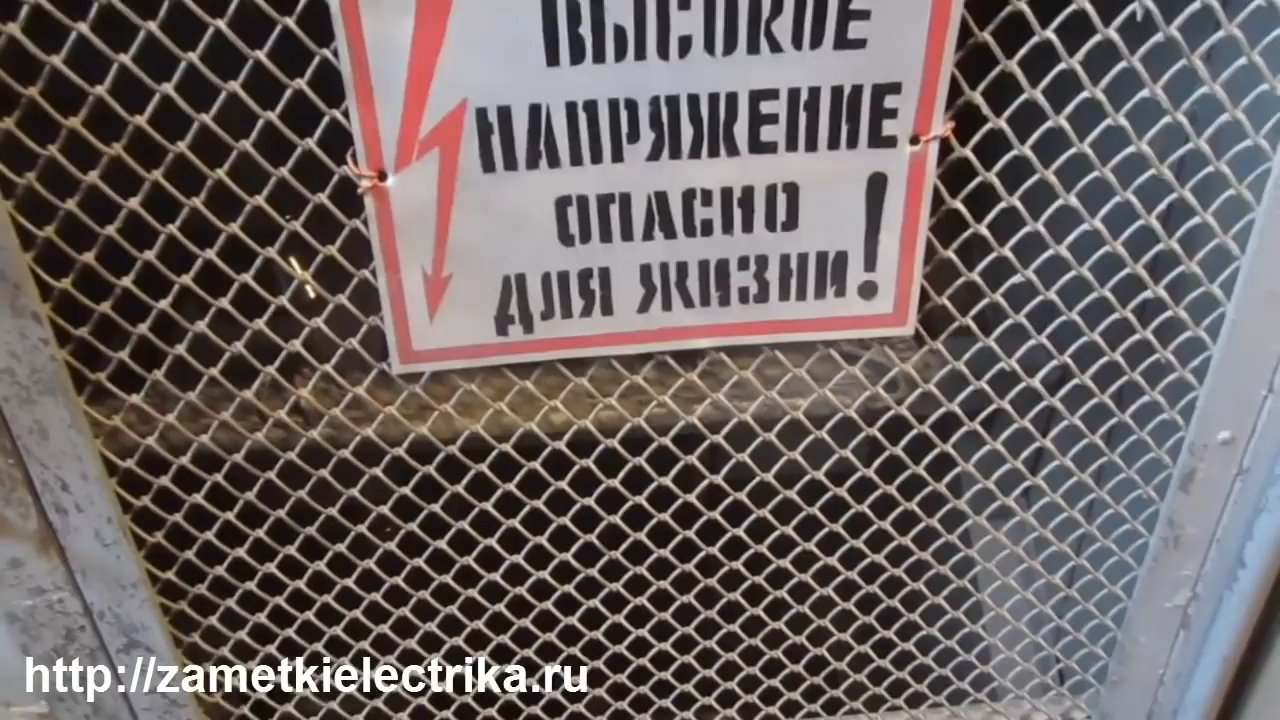 ВЫСОКОЕ
НАПРЯЖЕНИЕ
ОПАСНО
ДЛЯ ЖИЗНИ!
http://zametkielectrika.ru